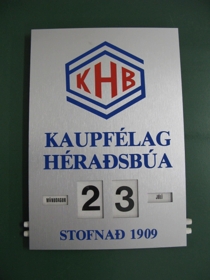 KHB
KAUPFÉLAG
HÉRAÐSBÚA
23
STOFNAÐ 1909